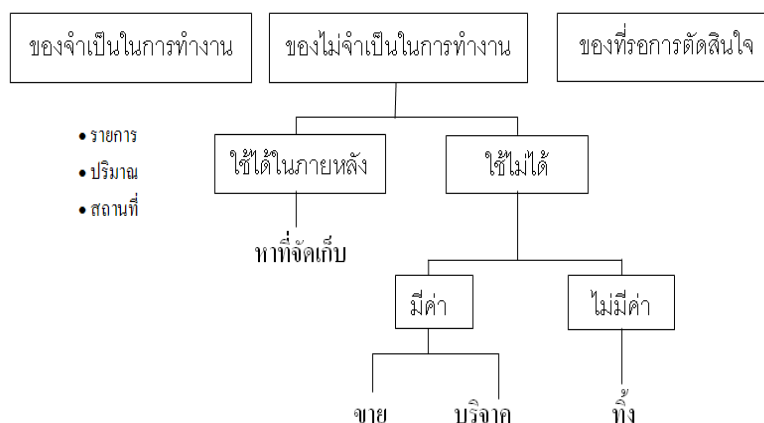 ของจำเป็นในการทำงาน
ของไม่จำเป็นในการทำงาน
ของที่รอการตัดสินใจ
• รายการ
• ปริมาณ
• สถานที่
ใช้ได้ในภายหลัง
ใช้ไม่ได้
หาที่จัดเก็บ
มีค่า
ไม่มีค่า
ขาย
บริจาค
ทิ้ง